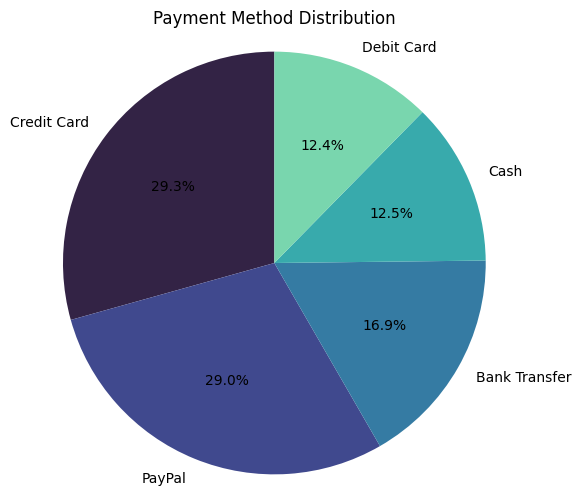 Payment Method Distribution
Debit Card
Credit Card
12.4%
Cash
29.3%
12.5%
16.9%
Bank Transfer
29.0%
PayPal